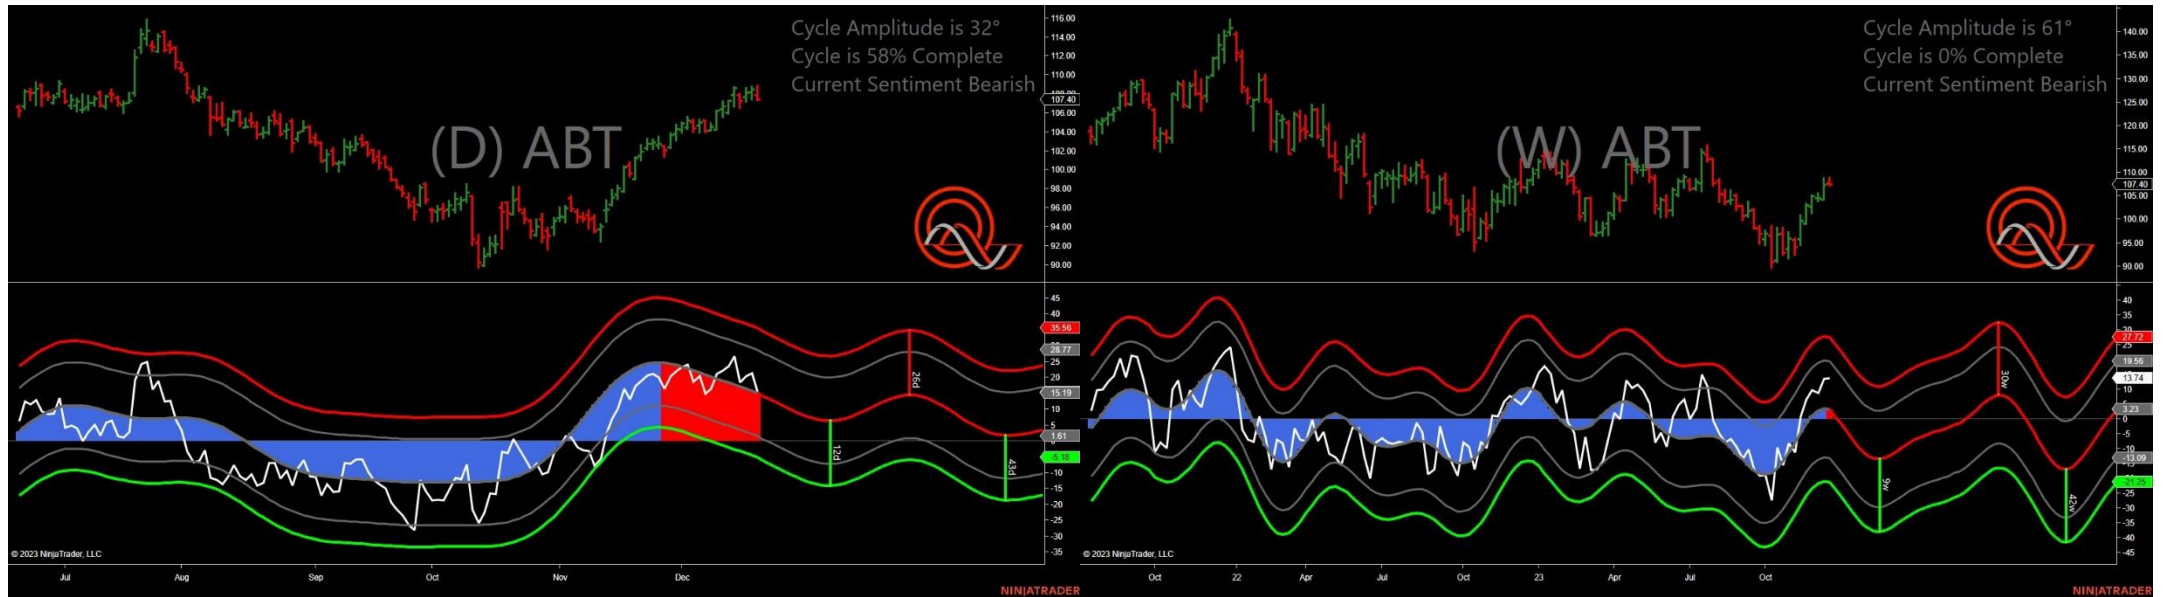 Cycle Amplitude is 32°
Cycle is 58% Complete
Current Sentiment Bearish
(D) ABT
116.00
114.00
112.00
110.00
107.40
106.00
104.00
102.00
100.00
98.00
96.00
94.00
92.00
90.00
45
40
35.56
28.77
25
20
15.19
10
5
1.61
-5.18
-10
-15
-20
-25
-30
-35
12d
26d
43d
© 2023 NinjaTrader, LLC
Jul
Aug
Sep
Oct
Nov
Dec
NINJATRADER
Cycle Amplitude is 61°
Cycle is 0% Complete
Current Sentiment Bearish
(W) ABT
140.00
135.00
130.00
125.00
120.00
115.00
110.00
107.40
105.00
100.00
95.00
90.00
40
35
30
27.72
25
19.56
13.74
10
5
3.23
0
-5
-10
-13.09
-21.25
-25
-30
-35
-40
-45
9w
30w
42w
© 2023 NinjaTrader, LLC
Oct
22
Apr
Jul
Oct
23
Apr
Jul
Oct
NINJATRADER